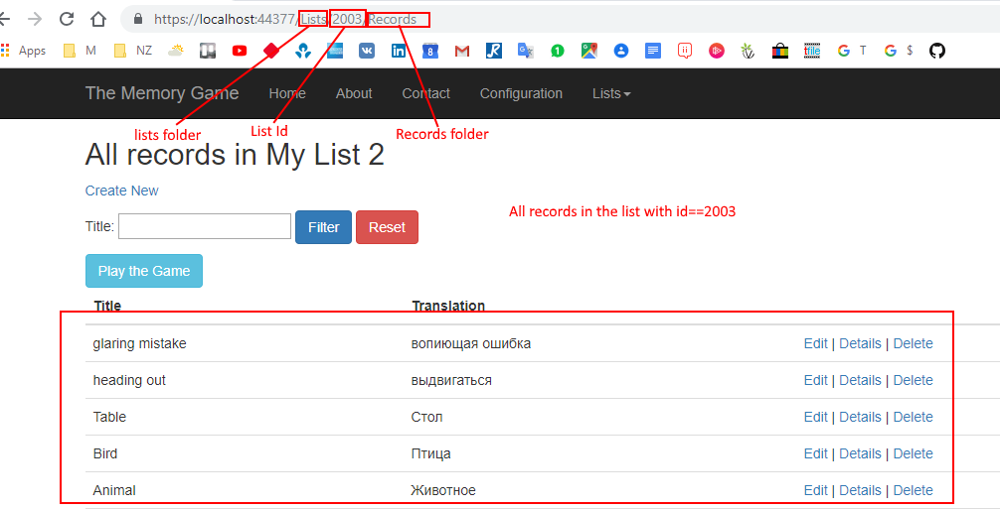 https://localhost:44377/Lists/2003/Records
Apps M NZ 8 1 T $
tfile
The Memory Game Home About Contact Configuration Lists
lists folder List Id Records folder
All records in My List 2
Create New
All records in the list with id==2003
Title: Filter Reset
Play the Game
Title Translation
glaring mistake вопиющая ошибка Edit | Details | Delete
heading out выдвигаться Edit | Details | Delete
Table Стол Edit | Details | Delete
Bird Птица Edit | Details | Delete
Animal Животное Edit | Details | Delete